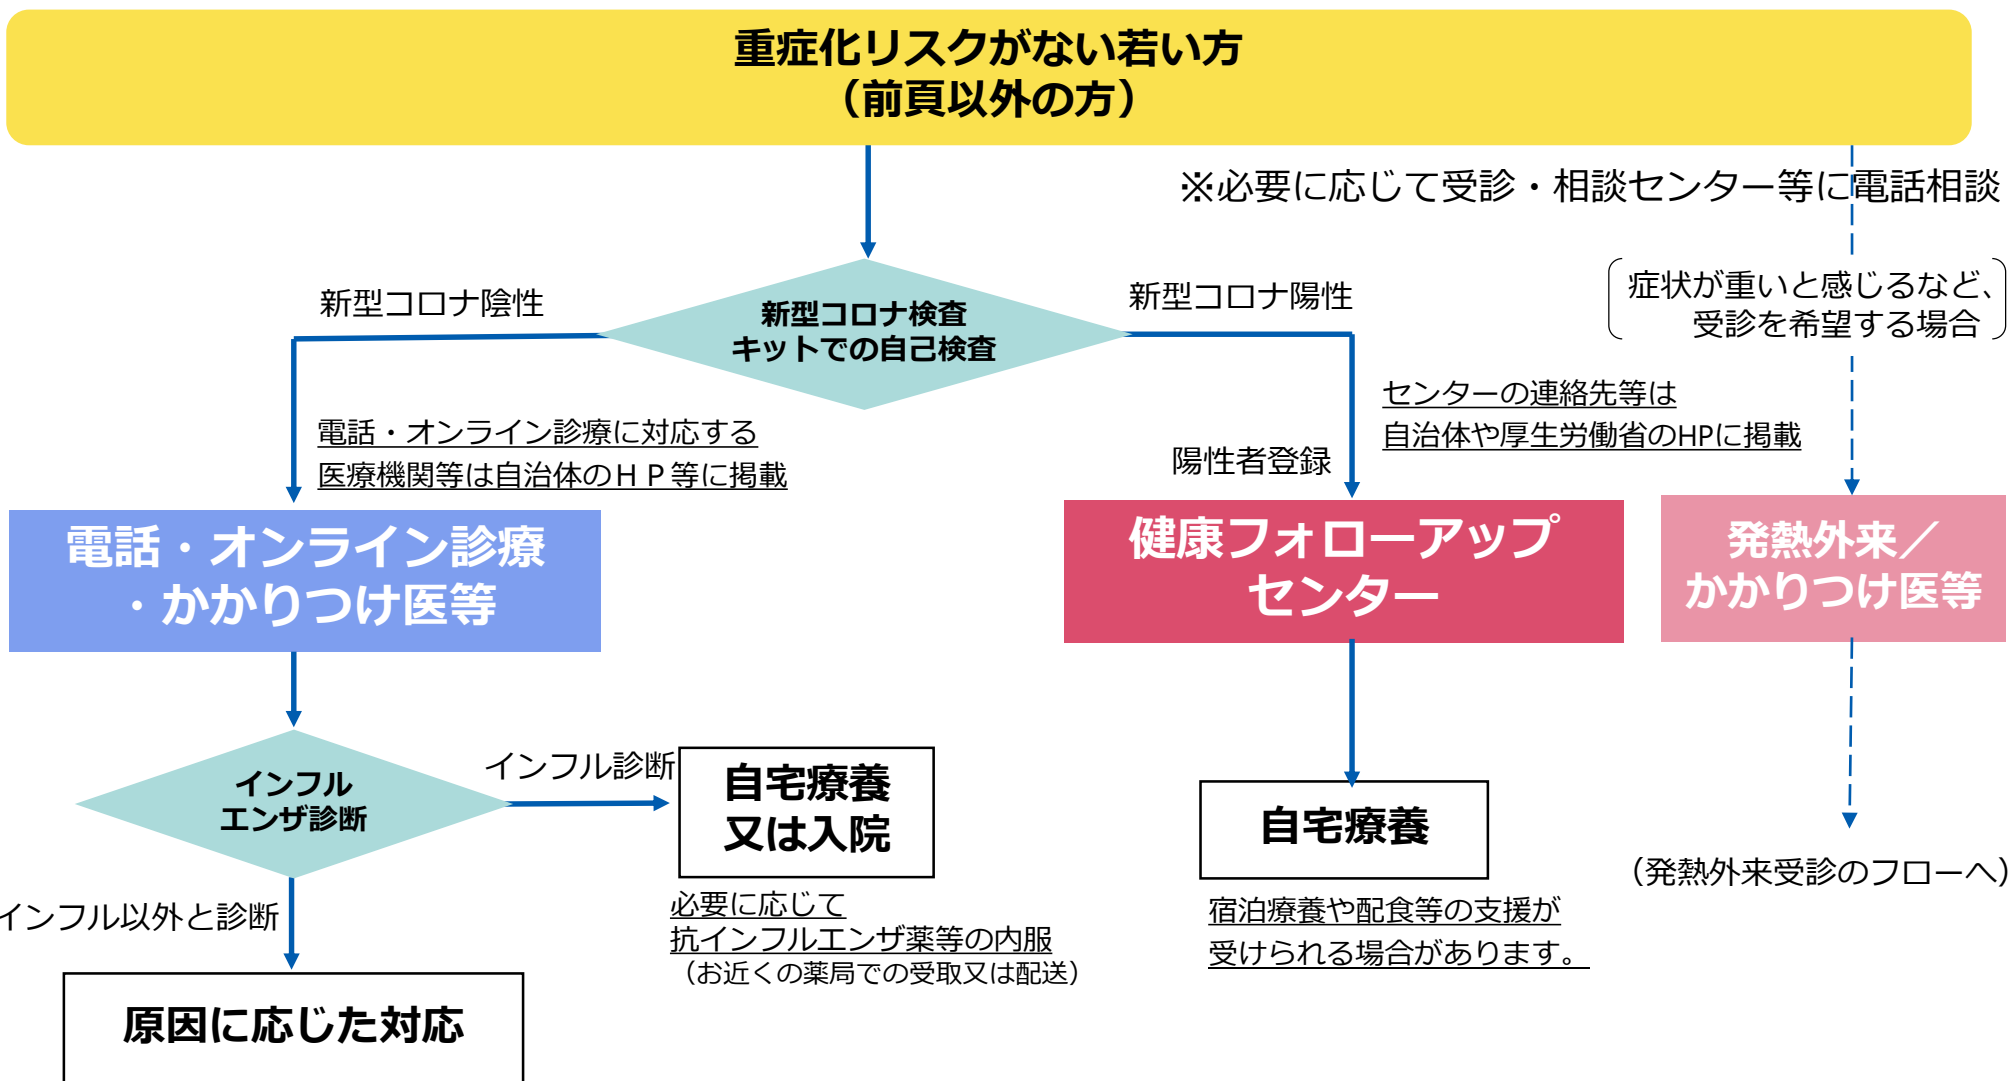 重症化リスクがない若い方
（前頁以外の方）
※必要に応じて受診・相談センター等に電話相談
症状が重いと感じるなど、
受診を希望する場合
新型コロナ陰性
新型コロナ検査
キットでの自己検査
新型コロナ陽性
電話・オンライン診療に対応する
医療機関等は自治体のＨＰ等に掲載
センターの連絡先等は
自治体や厚生労働省のHPに掲載
陽性者登録
電話・オンライン診療
・かかりつけ医等
健康フォローアップ
センター
発熱外来／
かかりつけ医等
インフル
エンザ診断
インフル診断
自宅療養
又は入院
必要に応じて
抗インフルエンザ薬等の内服
（お近くの薬局での受取又は配送）
自宅療養
宿泊療養や配食等の支援が
受けられる場合があります。
（発熱外来受診のフローへ）
インフル以外と診断
原因に応じた対応